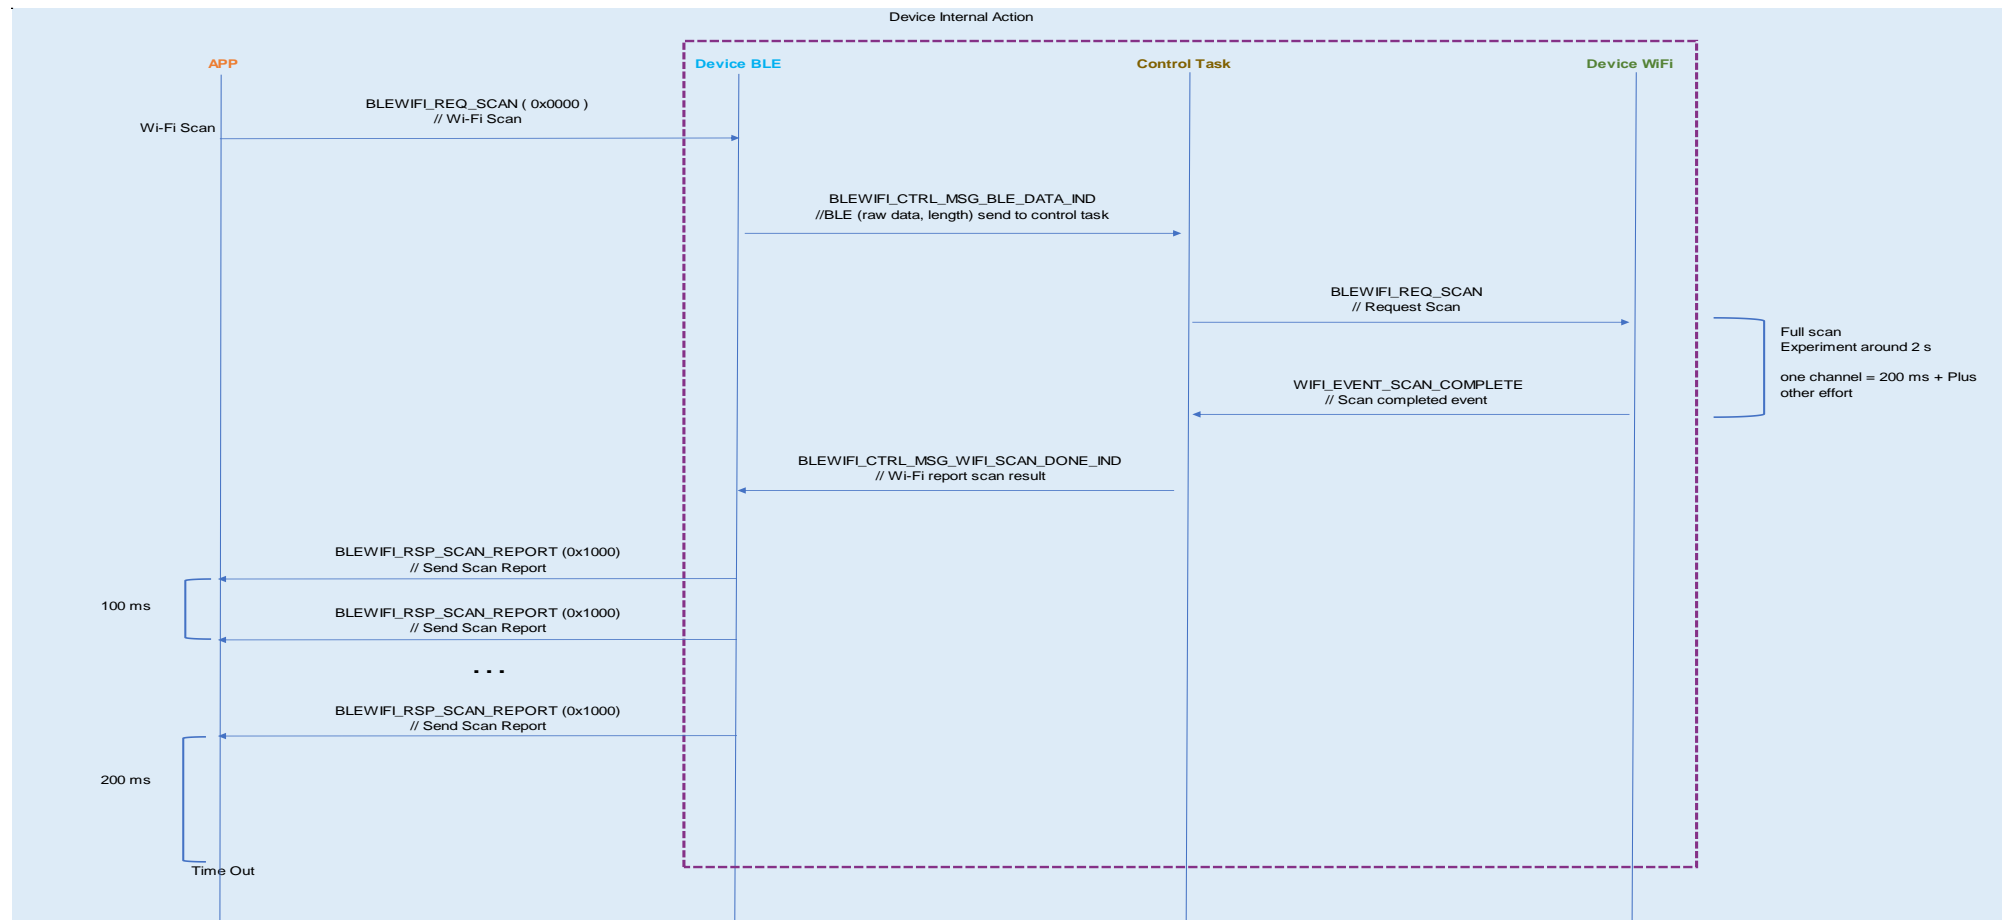 Device Internal Action
APP
Device BLE
Control Task
Device WiFi
BLEWIFI_REQ_SCAN ( 0x0000 )
// Wi-Fi Scan
Wi-Fi Scan
BLEWIFI_CTRL_MSG_BLE_DATA_IND
//BLE (raw data, length) send to control task
BLEWIFI_REQ_SCAN
// Request Scan
Full scan
Experiment around 2 s
one channel = 200 ms + Plus
other effort
WIFI_EVENT_SCAN_COMPLETE
// Scan completed event
BLEWIFI_CTRL_MSG_WIFI_SCAN_DONE_IND
// Wi-Fi report scan result
BLEWIFI_RSP_SCAN_REPORT (0x1000)
// Send Scan Report
100 ms
BLEWIFI_RSP_SCAN_REPORT (0x1000)
// Send Scan Report
...
BLEWIFI_RSP_SCAN_REPORT (0x1000)
// Send Scan Report
200 ms
Time Out